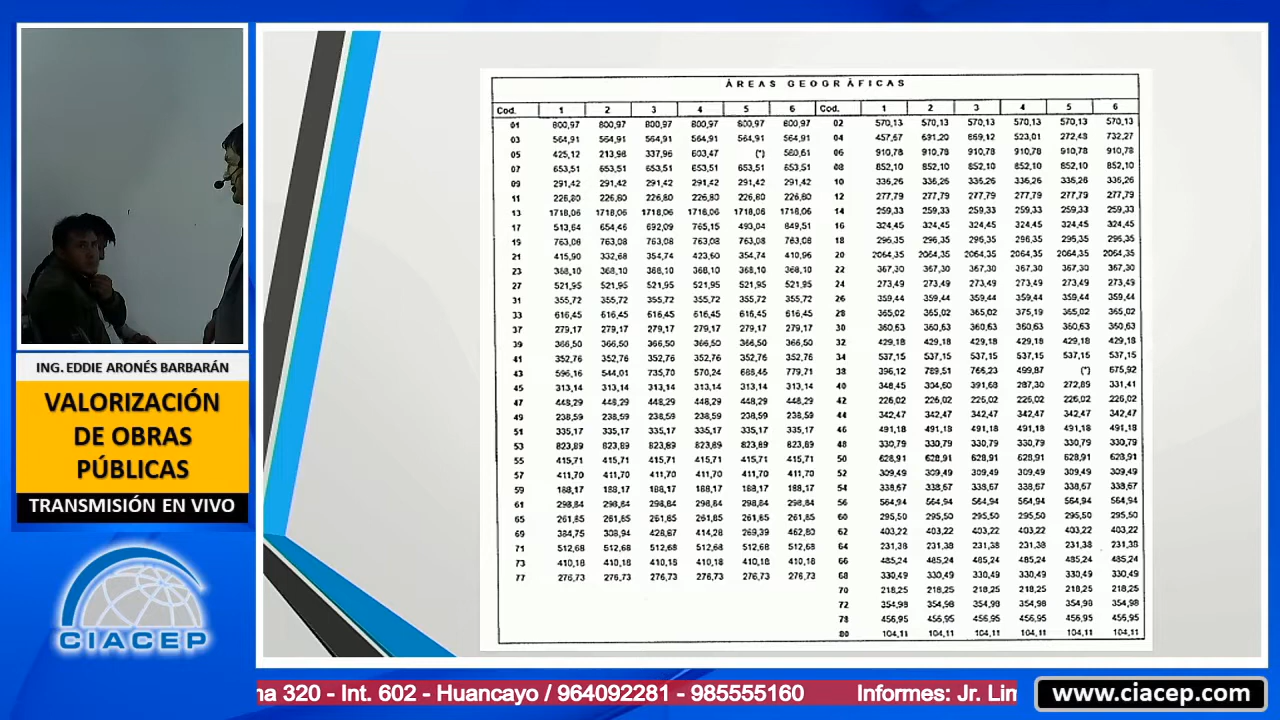 ÁREAS GEOGRÁFICAS
Cod. 1 2 3 4 5 6 Cod. 1 2 3 4 5 6
01 800,97 800,97 800,97 800,97 800,97 800,97 02 570,13 570,13 570,13 570,13 570,13 570,13
03 564,91 564,91 564,91 564,91 564,91 564,91 04 457,67 691,20 869,12 523,01 272,48 732,27
05 425,12 213,98 337,96 603,47 (*) 560,61 06 910,78 910,78 910,78 910,78 910,78 910,78
07 653,51 653,51 653,51 653,51 653,51 653,51 08 852,10 852,10 852,10 852,10 852,10 852,10
09 291,42 291,42 291,42 291,42 291,42 291,42 10 336,26 336,26 336,26 336,26 336,26 336,26
11 226,80 226,80 226,80 226,80 226,80 226,80 12 277,79 277,79 277,79 277,79 277,79 277,79
13 1718,06 1718,06 1718,06 1718,06 1718,06 1718,06 14 259,33 259,33 259,33 259,33 259,33 259,33
17 513,64 654,46 692,09 765,15 493,04 849,51 16 324,45 324,45 324,45 324,45 324,45 324,45
19 763,08 763,08 763,08 763,08 763,08 763,08 18 296,35 296,35 296,35 296,35 296,35 296,35
21 415,90 332,68 354,74 423,60 354,74 410,96 20 2064,35 2064,35 2064,35 2064,35 2064,35 2064,35
23 368,10 368,10 368,10 368,10 368,10 368,10 22 367,30 367,30 367,30 367,30 367,30 367,30
27 521,95 521,95 521,95 521,95 521,95 521,95 24 273,49 273,49 273,49 273,49 273,49 273,49
31 355,72 355,72 355,72 355,72 355,72 355,72 26 359,44 359,44 359,44 359,44 359,44 359,44
33 616,45 616,45 616,45 616,45 616,45 616,45 28 365,02 365,02 365,02 375,19 365,02 365,02
37 279,17 279,17 279,17 279,17 279,17 279,17 30 360,63 360,63 360,63 360,63 360,63 360,63
39 366,50 366,50 366,50 366,50 366,50 366,50 32 429,18 429,18 429,18 429,18 429,18 429,18
41 352,76 352,76 352,76 352,76 352,76 352,76 34 537,15 537,15 537,15 537,15 537,15 537,15
43 596,16 544,01 735,70 570,24 688,45 779,71 38 396,12 789,51 766,23 499,87 (*) 675,92
45 313,14 313,14 313,14 313,14 313,14 313,14 40 348,45 334,60 391,68 287,30 272,89 331,41
47 448,29 448,29 448,29 448,29 448,29 448,29 42 226,02 226,02 226,02 226,02 226,02 226,02
49 238,59 238,59 238,59 238,59 238,59 238,59 44 342,47 342,47 342,47 342,47 342,47 342,47
51 335,17 335,17 335,17 335,17 335,17 335,17 46 491,18 491,18 491,18 491,18 491,18 491,18
53 823,89 823,89 823,89 823,89 823,89 823,89 48 330,79 330,79 330,79 330,79 330,79 330,79
55 415,71 415,71 415,71 415,71 415,71 415,71 50 628,91 628,91 628,91 628,91 628,91 628,91
57 411,70 411,70 411,70 411,70 411,70 411,70 52 309,49 309,49 309,49 309,49 309,49 309,49
59 188,17 188,17 188,17 188,17 188,17 188,17 54 338,67 338,67 338,67 338,67 338,67 338,67
61 298,84 298,84 298,84 298,84 298,84 298,84 56 564,94 564,94 564,94 564,94 564,94 564,94
65 261,85 261,85 261,85 261,85 261,85 261,85 60 295,50 295,50 295,50 295,50 295,50 295,50
69 384,75 308,94 428,67 414,28 269,39 462,80 62 403,22 403,22 403,22 403,22 403,22 403,22
71 512,68 512,68 512,68 512,68 512,68 512,68 64 231,38 231,38 231,38 231,38 231,38 231,38
73 410,18 410,18 410,18 410,18 410,18 410,18 66 485,24 485,24 485,24 485,24 485,24 485,24
77 276,73 276,73 276,73 276,73 276,73 276,73 68 330,49 330,49 330,49 330,49 330,49 330,49
70 218,25 218,25 218,25 218,25 218,25 218,25
72 354,98 354,98 354,98 354,98 354,98 354,98
78 456,95 456,95 456,95 456,95 456,95 456,95
80 104,11 104,11 104,11 104,11 104,11 104,11
ING. EDDIE ARONÉS BARBARÁN
VALORIZACIÓN
DE OBRAS
PÚBLICAS
TRANSMISIÓN EN VIVO
CIACEP
320 - Int. 602 - Huancayo / 964092281 - 985555160 Informes: Jr.
www.ciacep.com